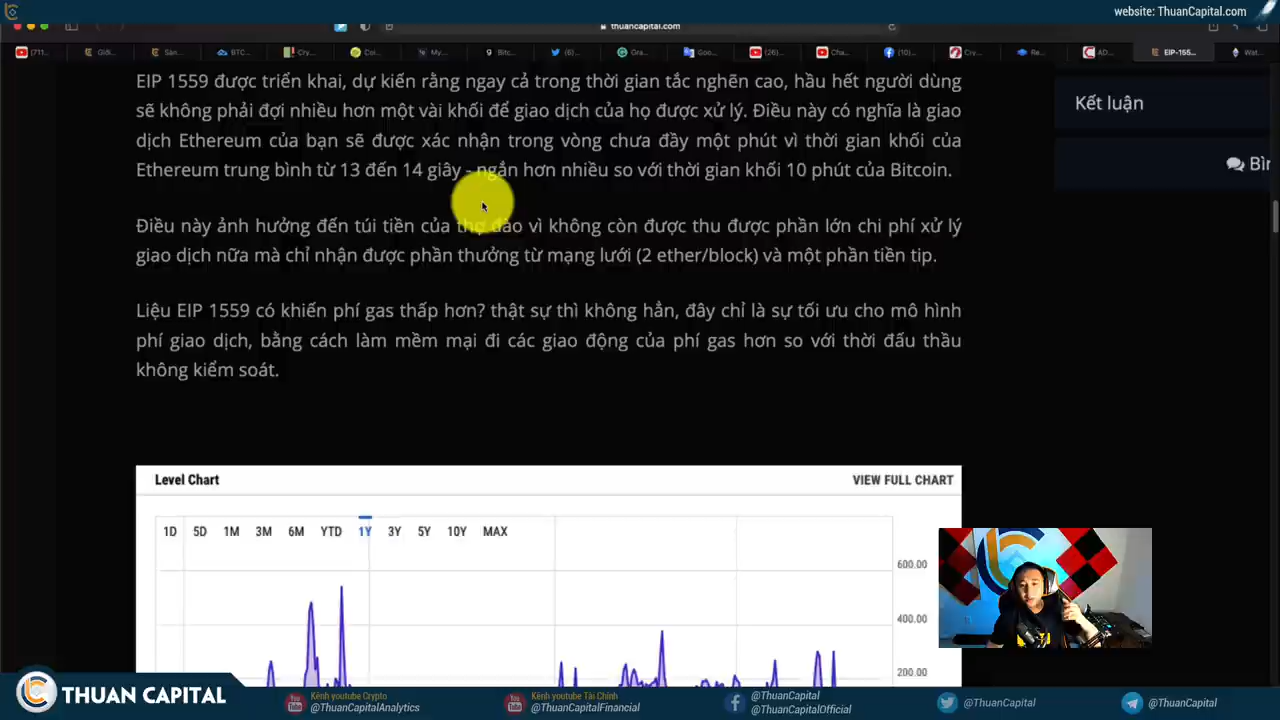 website: ThuanCapital.com
thuancapital.com
EIP 1559 được triển khai, dự kiến rằng ngay cả trong thời gian tắc nghẽn cao, hầu hết người dùng
sẽ không phải đợi nhiều hơn một vài khối để giao dịch của họ được xử lý. Điều này có nghĩa là giao
dịch Ethereum của bạn sẽ được xác nhận trong vòng chưa đầy một phút vì thời gian khối của
Ethereum trung bình từ 13 đến 14 giây - ngắn hơn nhiều so với thời gian khối 10 phút của Bitcoin.
Điều này ảnh hưởng đến túi tiền của thợ đào vì không còn được thu được phần lớn chi phí xử lý
giao dịch nữa mà chỉ nhận được phần thưởng từ mạng lưới (2 ether/block) và một phần tiền tip.
Liệu EIP 1559 có khiến phí gas thấp hơn? thật sự thì không hẳn, đây chỉ là sự tối ưu cho mô hình
phí giao dịch, bằng cách làm mềm mại đi các giao động của phí gas hơn so với thời đấu thầu
không kiểm soát.
Kết luận
Bìn
Level Chart
VIEW FULL CHART
1D 5D 1M 3M 6M YTD 1Y 3Y 5Y 10Y MAX
600.00
400.00
200.00
THUAN CAPITAL
Kênh youtube Crypto
@ThuanCapitalAnalytics
Kênh youtube Tài Chính
@ThuanCapitalFinancial
@ThuanCapital
@ThuanCapitalOfficial
@ThuanCapital
@ThuanCapital